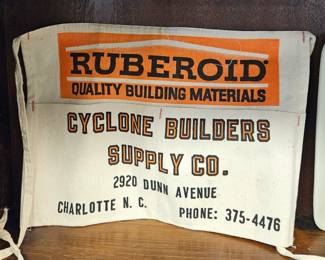 RUBEROID
QUALITY BUILDING MATERIALS
CYCLONE BUILDERS
SUPPLY CO.
2920 DUNN AVENUE
CHARLOTTE N. C. PHONE: 375-4476